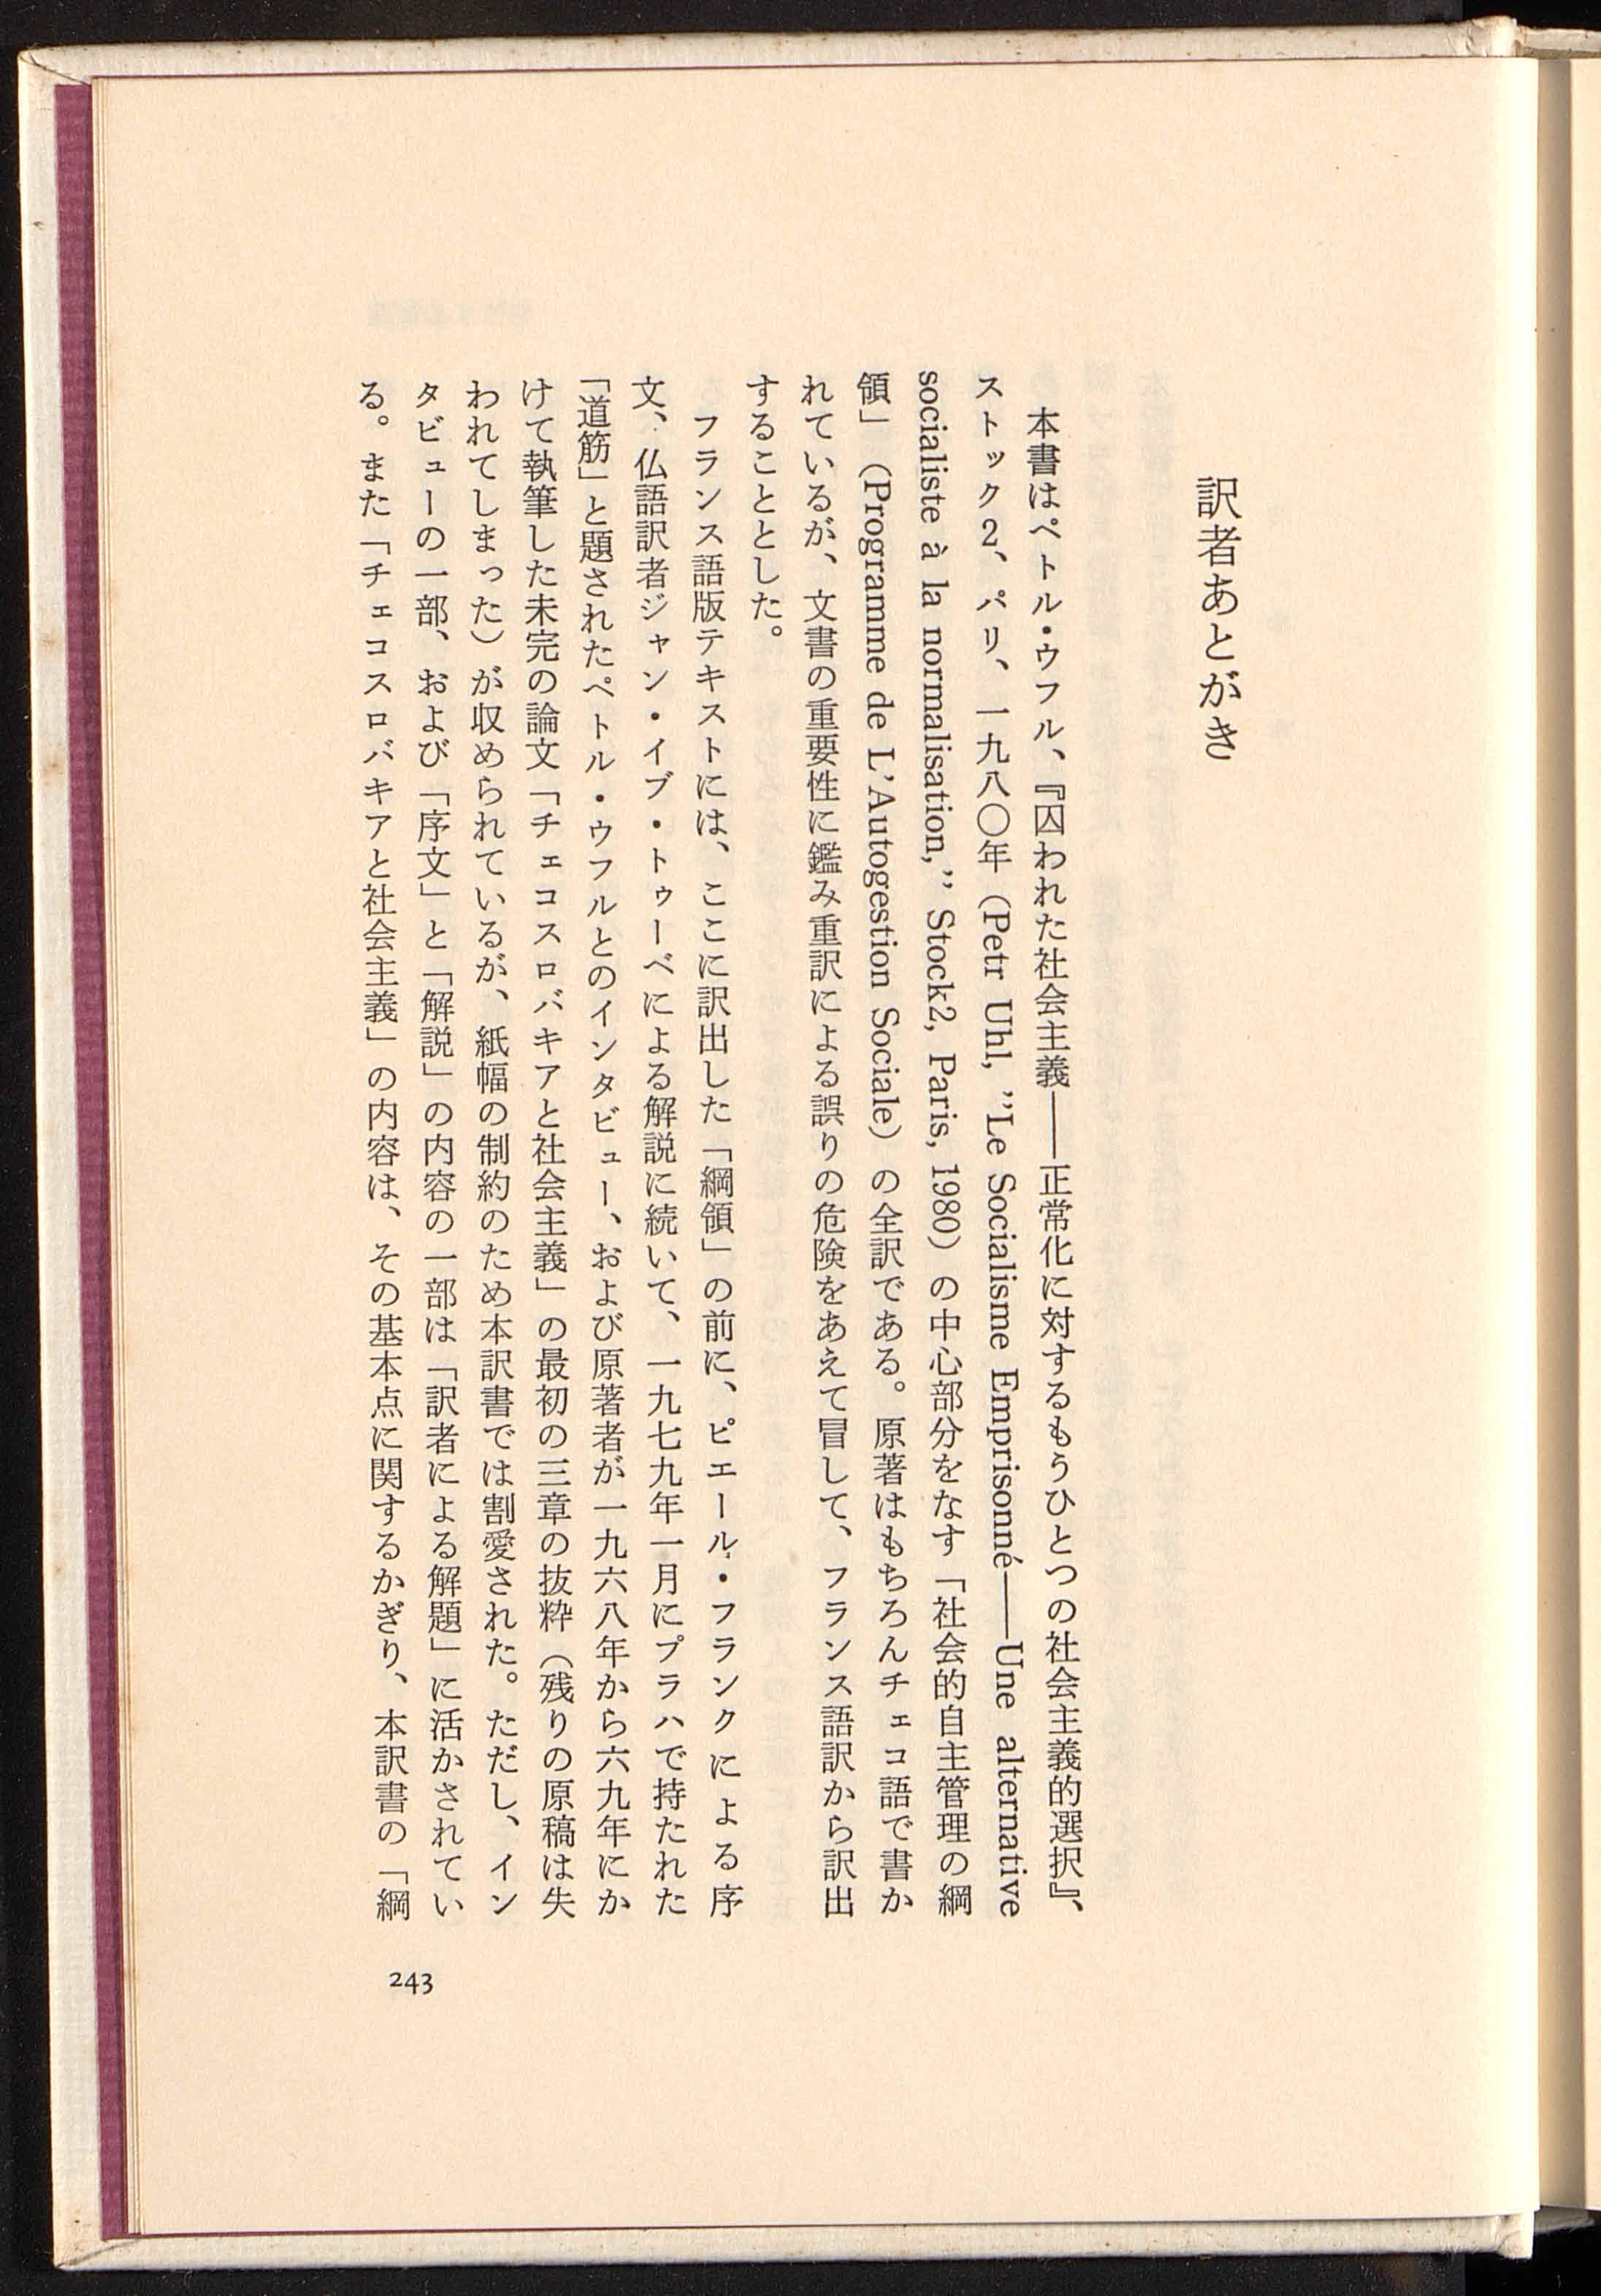 訳者あとがき
本書はペトル・ウフル、『囚われた社会主義――正常化に対するもうひとつの社会主義的選択』、
ストック2、パリ、一九八〇年（Petr Uhl, ”Le Socialisme Emprisonné――Une alternative
socialiste à la normalisation,” Stock2, Paris, 1980）の中心部分をなす「社会的自主管理の綱
領」（Programme de L’Autogestion Sociale）の全訳である。原著はもちろんチェコ語で書か
れているが、文書の重要性に鑑み重訳による誤りの危険をあえて冒して、フランス語訳から訳出
することとした。
フランス語版テキストには、ここに訳出した「綱領」の前に、ピエール・フランクによる序
文、仏語訳者ジャン・イブ・トゥーベによる解説に続いて、一九七九年一月にプラハで持たれた
「道筋」と題されたペトル・ウフルとのインタビュー、および原著者が一九六八年から六九年にか
けて執筆した未完の論文「チェコスロバキアと社会主義」の最初の三章の抜粋（残りの原稿は失
われてしまった）が収められているが、紙幅の制約のため本訳書では割愛された。ただし、イン
タビューの一部、および「序文」と「解説」の内容の一部は「訳者による解題」に活かされてい
る。また「チェコスロバキアと社会主義」の内容は、その基本点に関するかぎり、本訳書の「綱
243